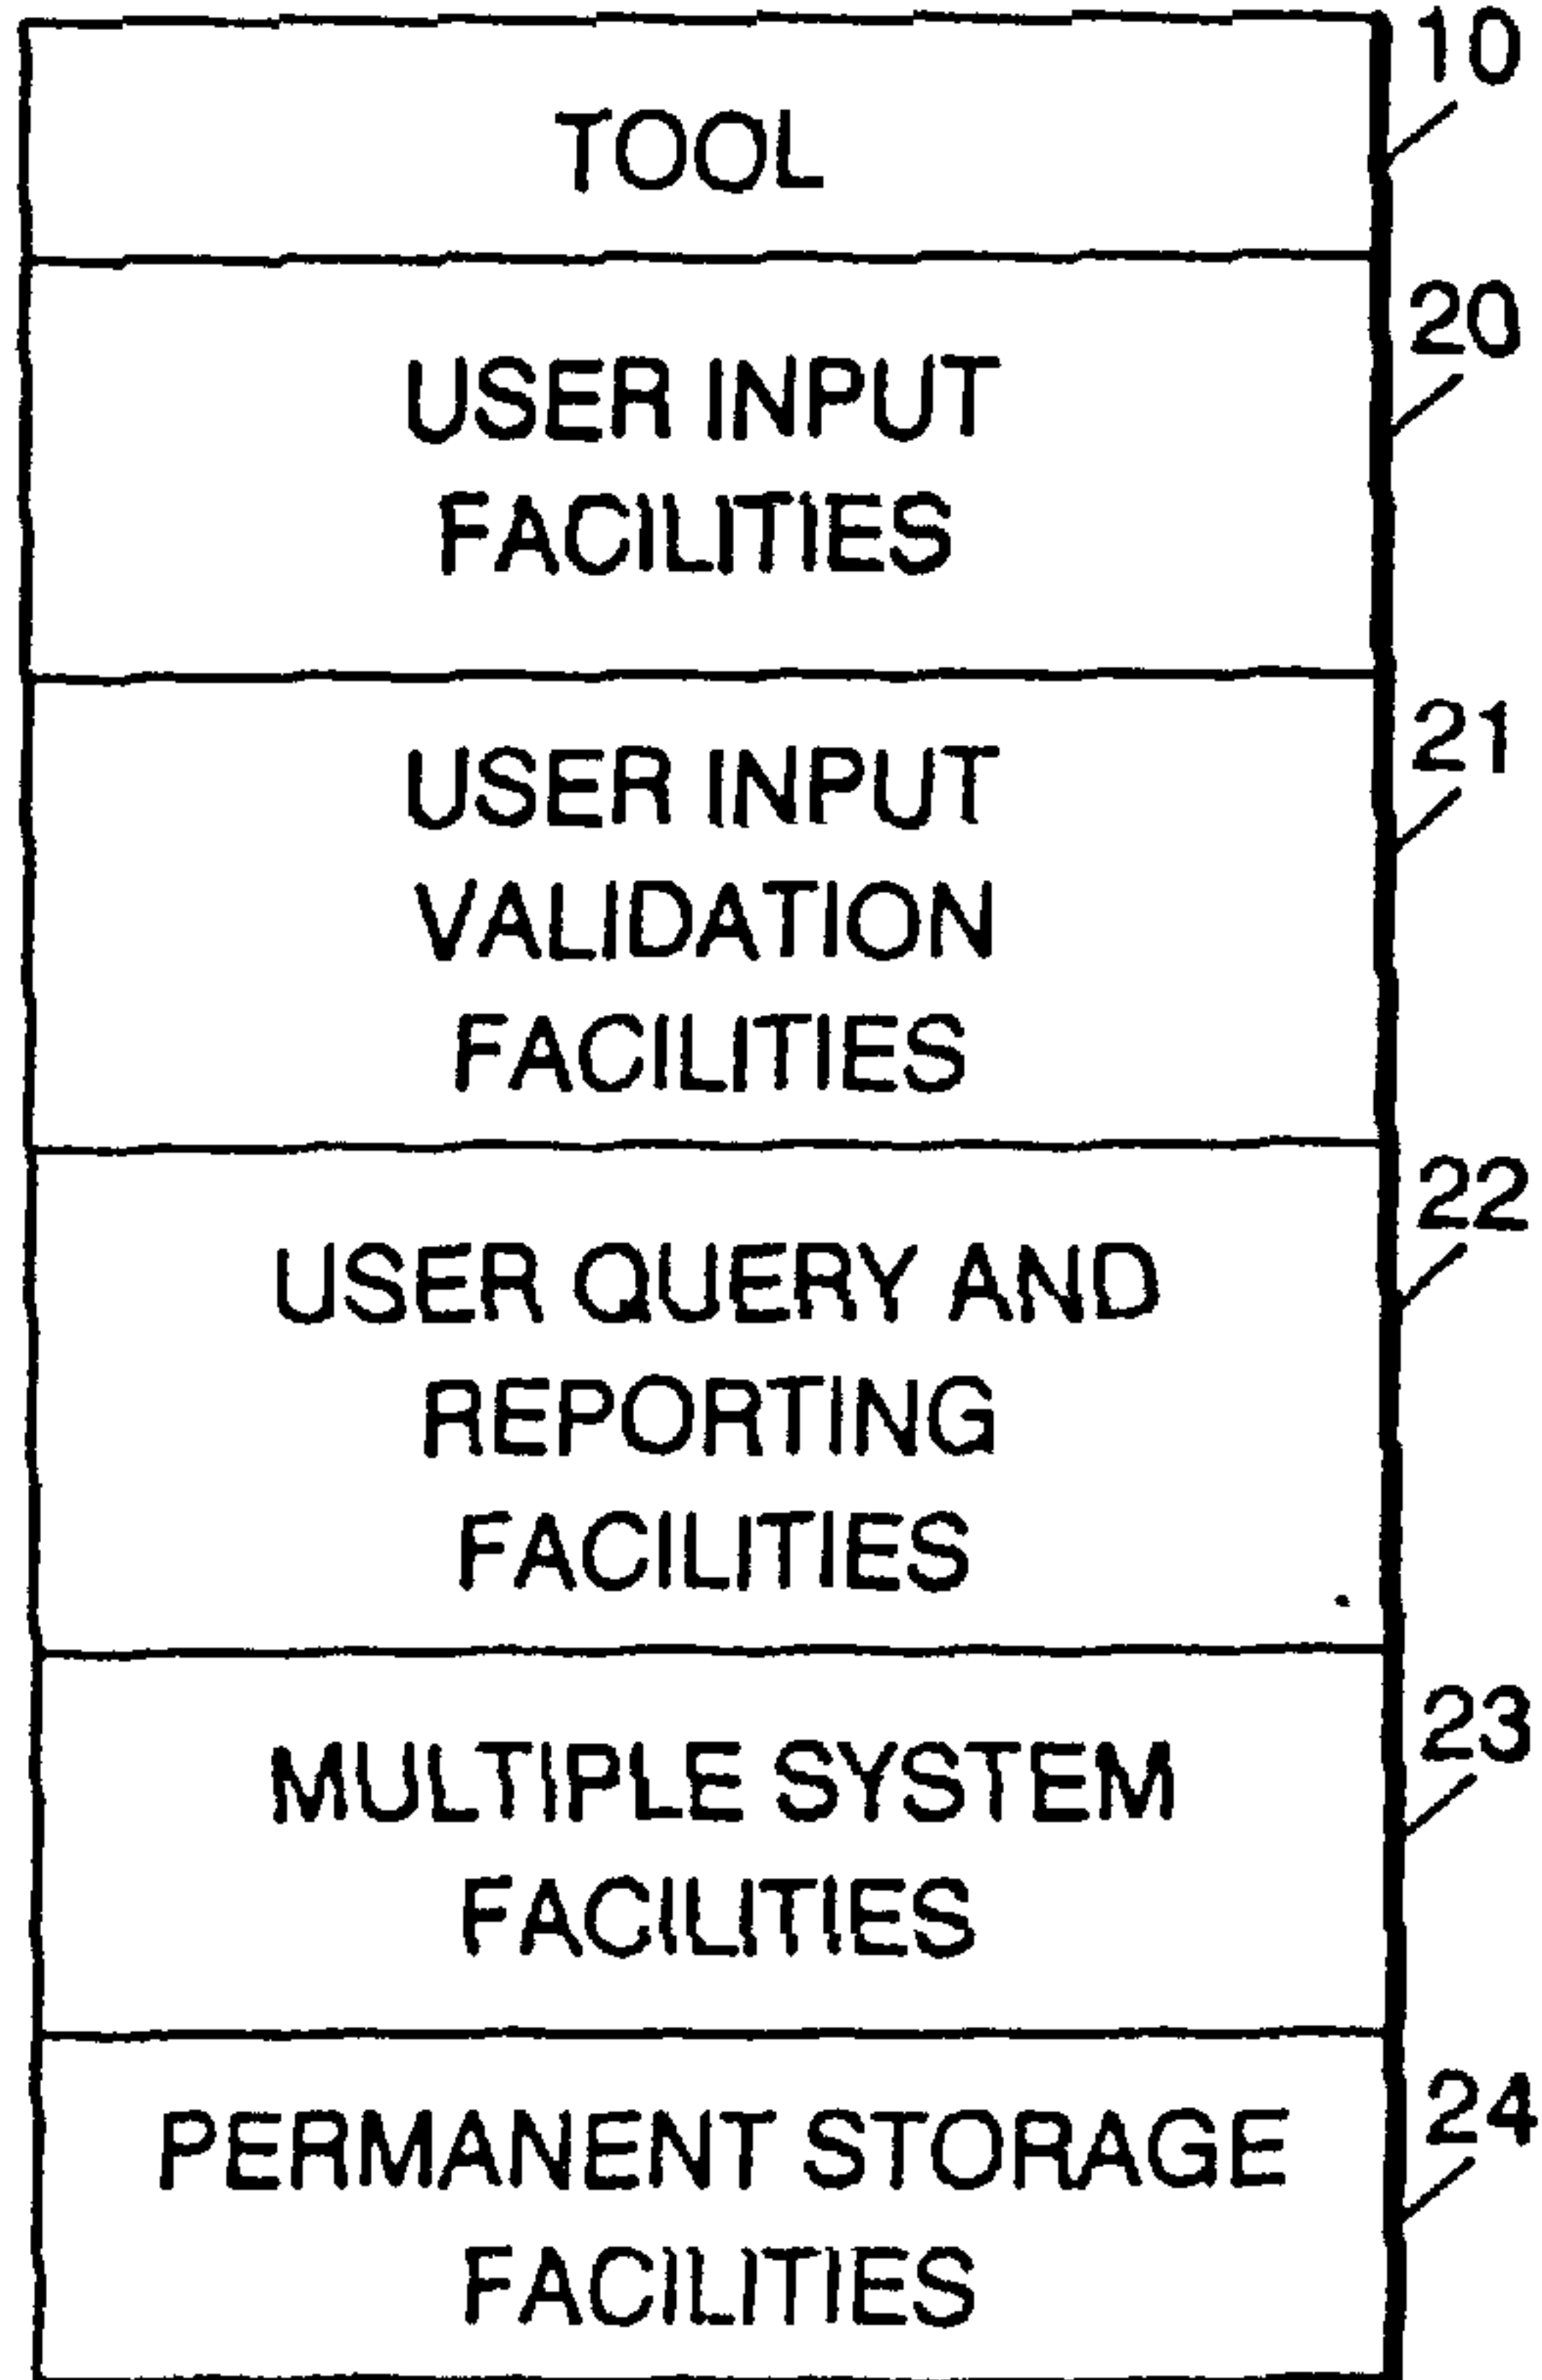 10
TOOL
20
USER INPUT
FACILITIES
21
USER INPUT
VALIDATION
FACILITIES
22
USER QUERY AND
REPORTING
FACILITIES
23
MULTIPLE SYSTEM
FACILITIES
24
PERMANENT STORAGE
FACILITIES